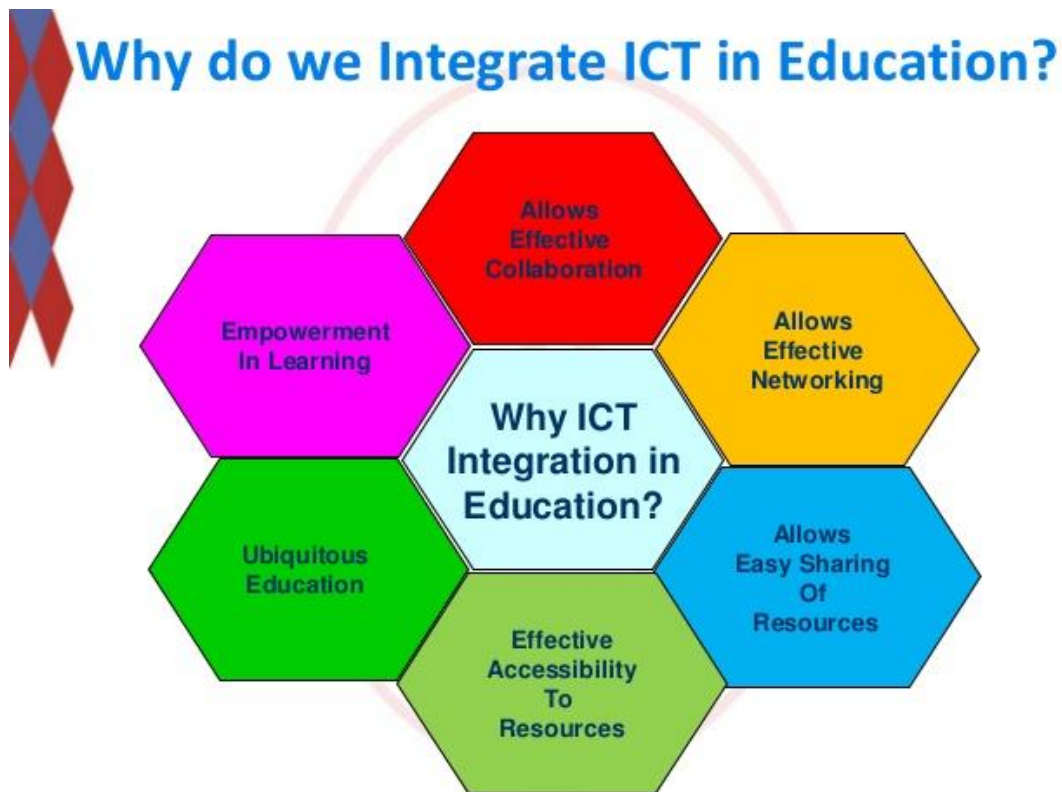 Why do we Integrate ICT in Education?
Allows
Effective
Collaboration
Allows
Effective
Networking
Allows
Easy Sharing
Of
Resources
Effective
Accessibility
To
Resources
Ubiquitous
Education
Empowerment
In Learning
Why ICT
Integration in
Education?